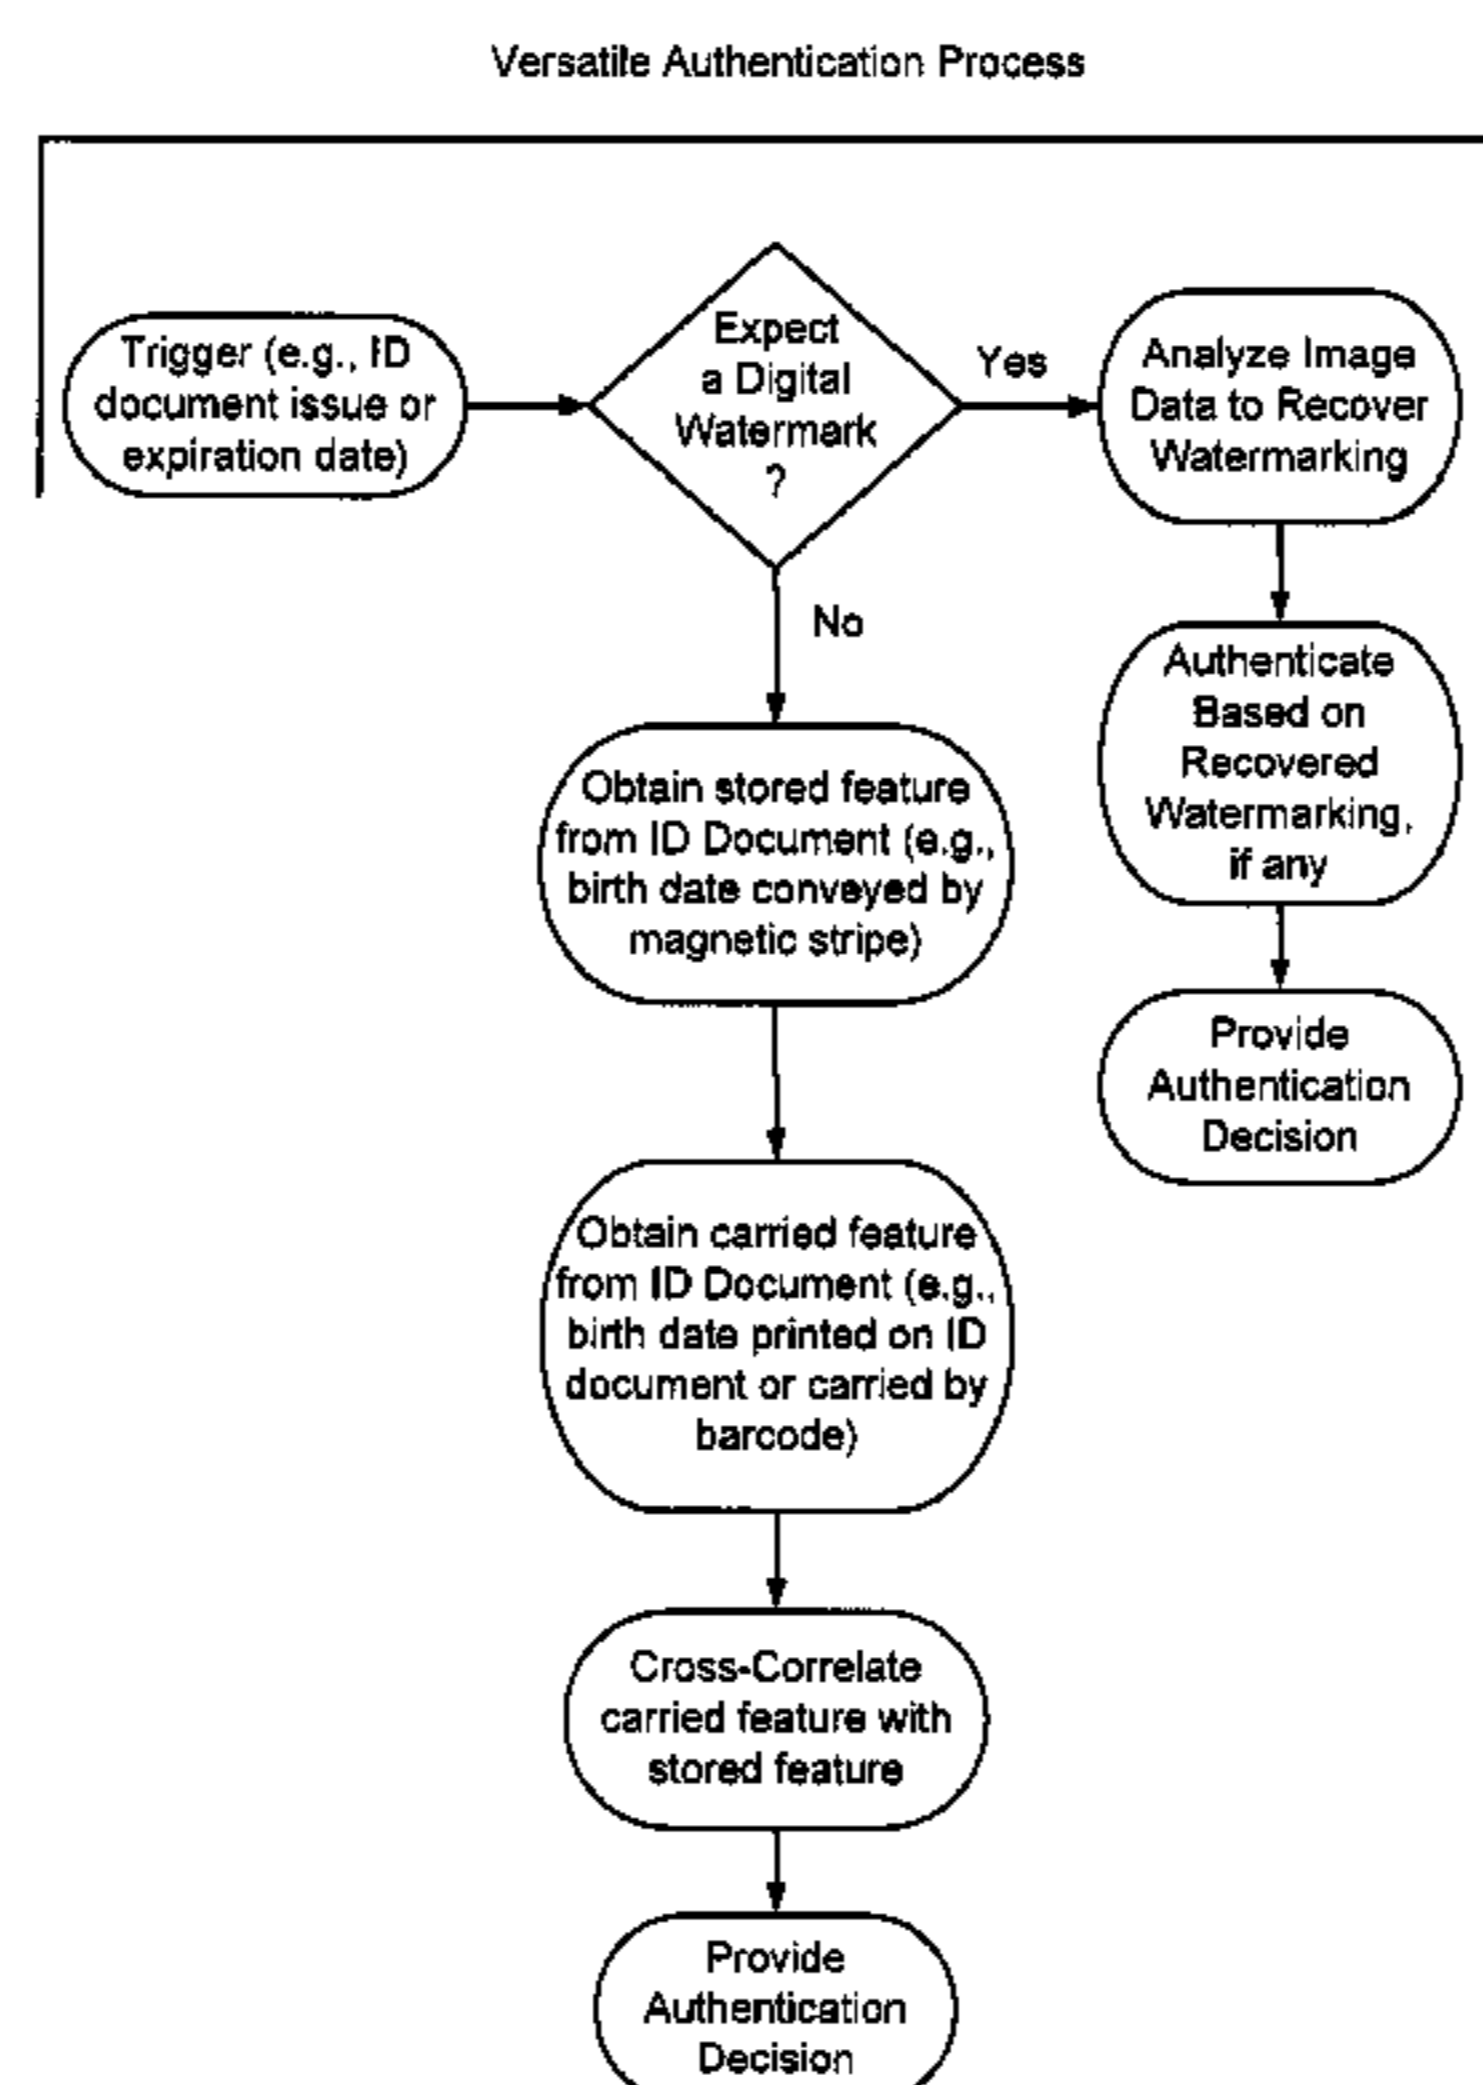 Versatile Authentication Process
Trigger (e.g., ID
document issue or
expiration date)
Expect
a Digital
Watermark
?
Yes
Analyze Image
Data to Recover
Watermarking
No
Authenticate
Based on
Recovered
Watermarking,
if any
Provide
Authentication
Decision
Obtain stored feature
from ID Document (e.g.,
birth date conveyed by
magnetic stripe)
Obtain carried feature
from ID Document (e.g.,
birth date printed on ID
document or carried by
barcode)
Cross-Correlate
carried feature with
stored feature
Provide
Authentication
Decision